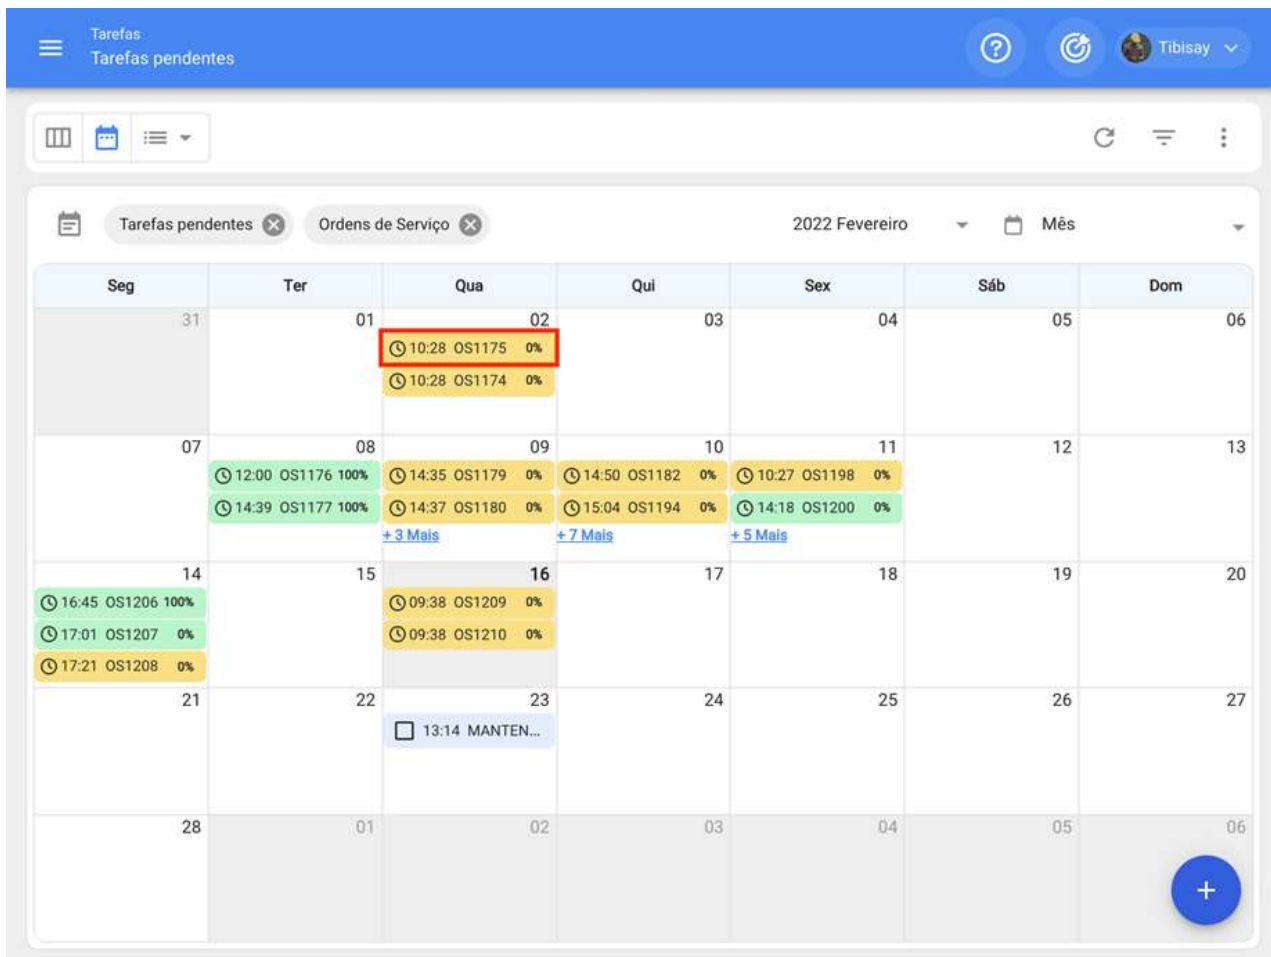 Tarefas
Tarefas pendentes
Tibisay
Tarefas pendentes
Ordens de Serviço
2022 Fevereiro
Mês
Seg Ter Qua Qui Sex Sáb Dom
31 01 02 03 04 05 06
10:28 OS1175 0%
10:28 OS1174 0%
07 08 09 10 11 12 13
12:00 OS1176 100% 14:35 OS1179 0% 14:50 OS1182 0% 10:27 OS1198 0%
14:39 OS1177 100% 14:37 OS1180 0% 15:04 OS1194 0% 14:18 OS1200 0%
+ 3 Mais + 7 Mais + 5 Mais
14 15 16 17 18 19 20
16:45 OS1206 100% 09:38 OS1209 0%
17:01 OS1207 0% 09:38 OS1210 0%
17:21 OS1208 0%
21 22 23 24 25 26 27
13:14 MANTEN...
28 01 02 03 04 05 06